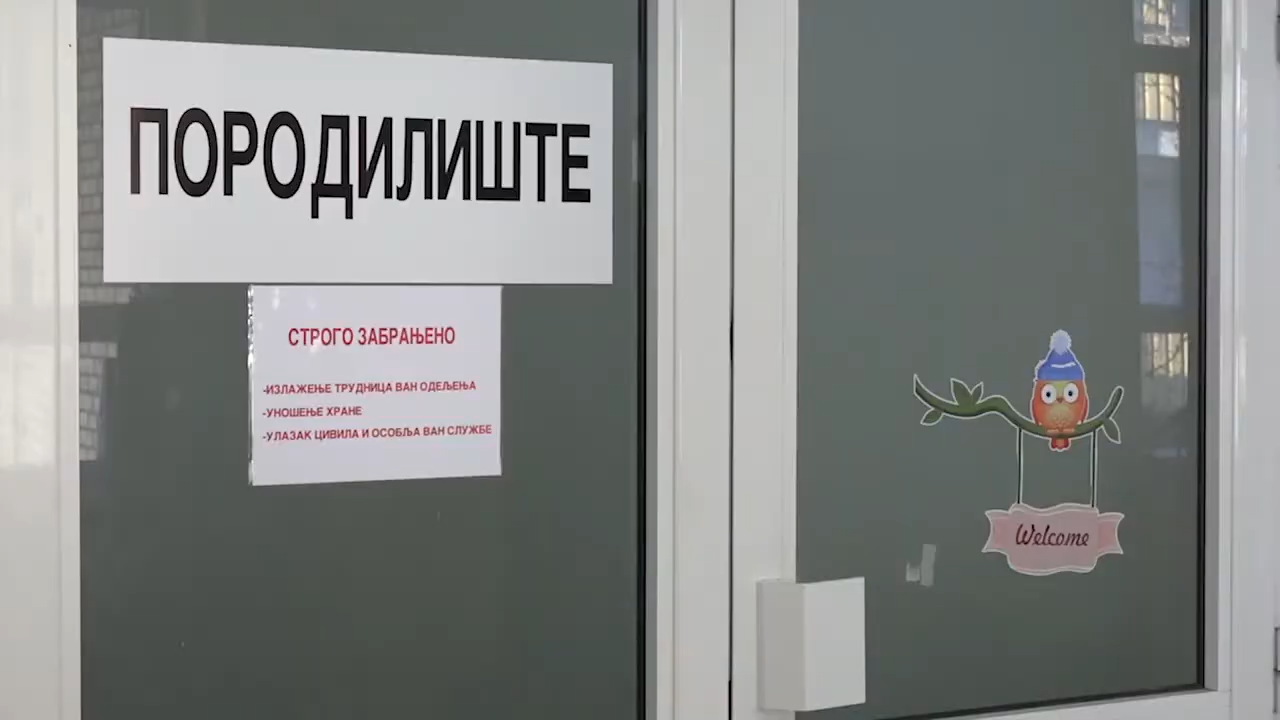 ПОРОДИЛИШТЕ
СТРОГО ЗАБРАЊЕНО
-ИЗЛАЖЕЊЕ ТРУДНИЦА ВАН ОДЕЉЕЊА
-УНОШЕЊЕ ХРАНЕ
-УЛАЗАК ЦИВИЛА И ОСОБЉА ВАН СЛУЖБЕ
Welcome